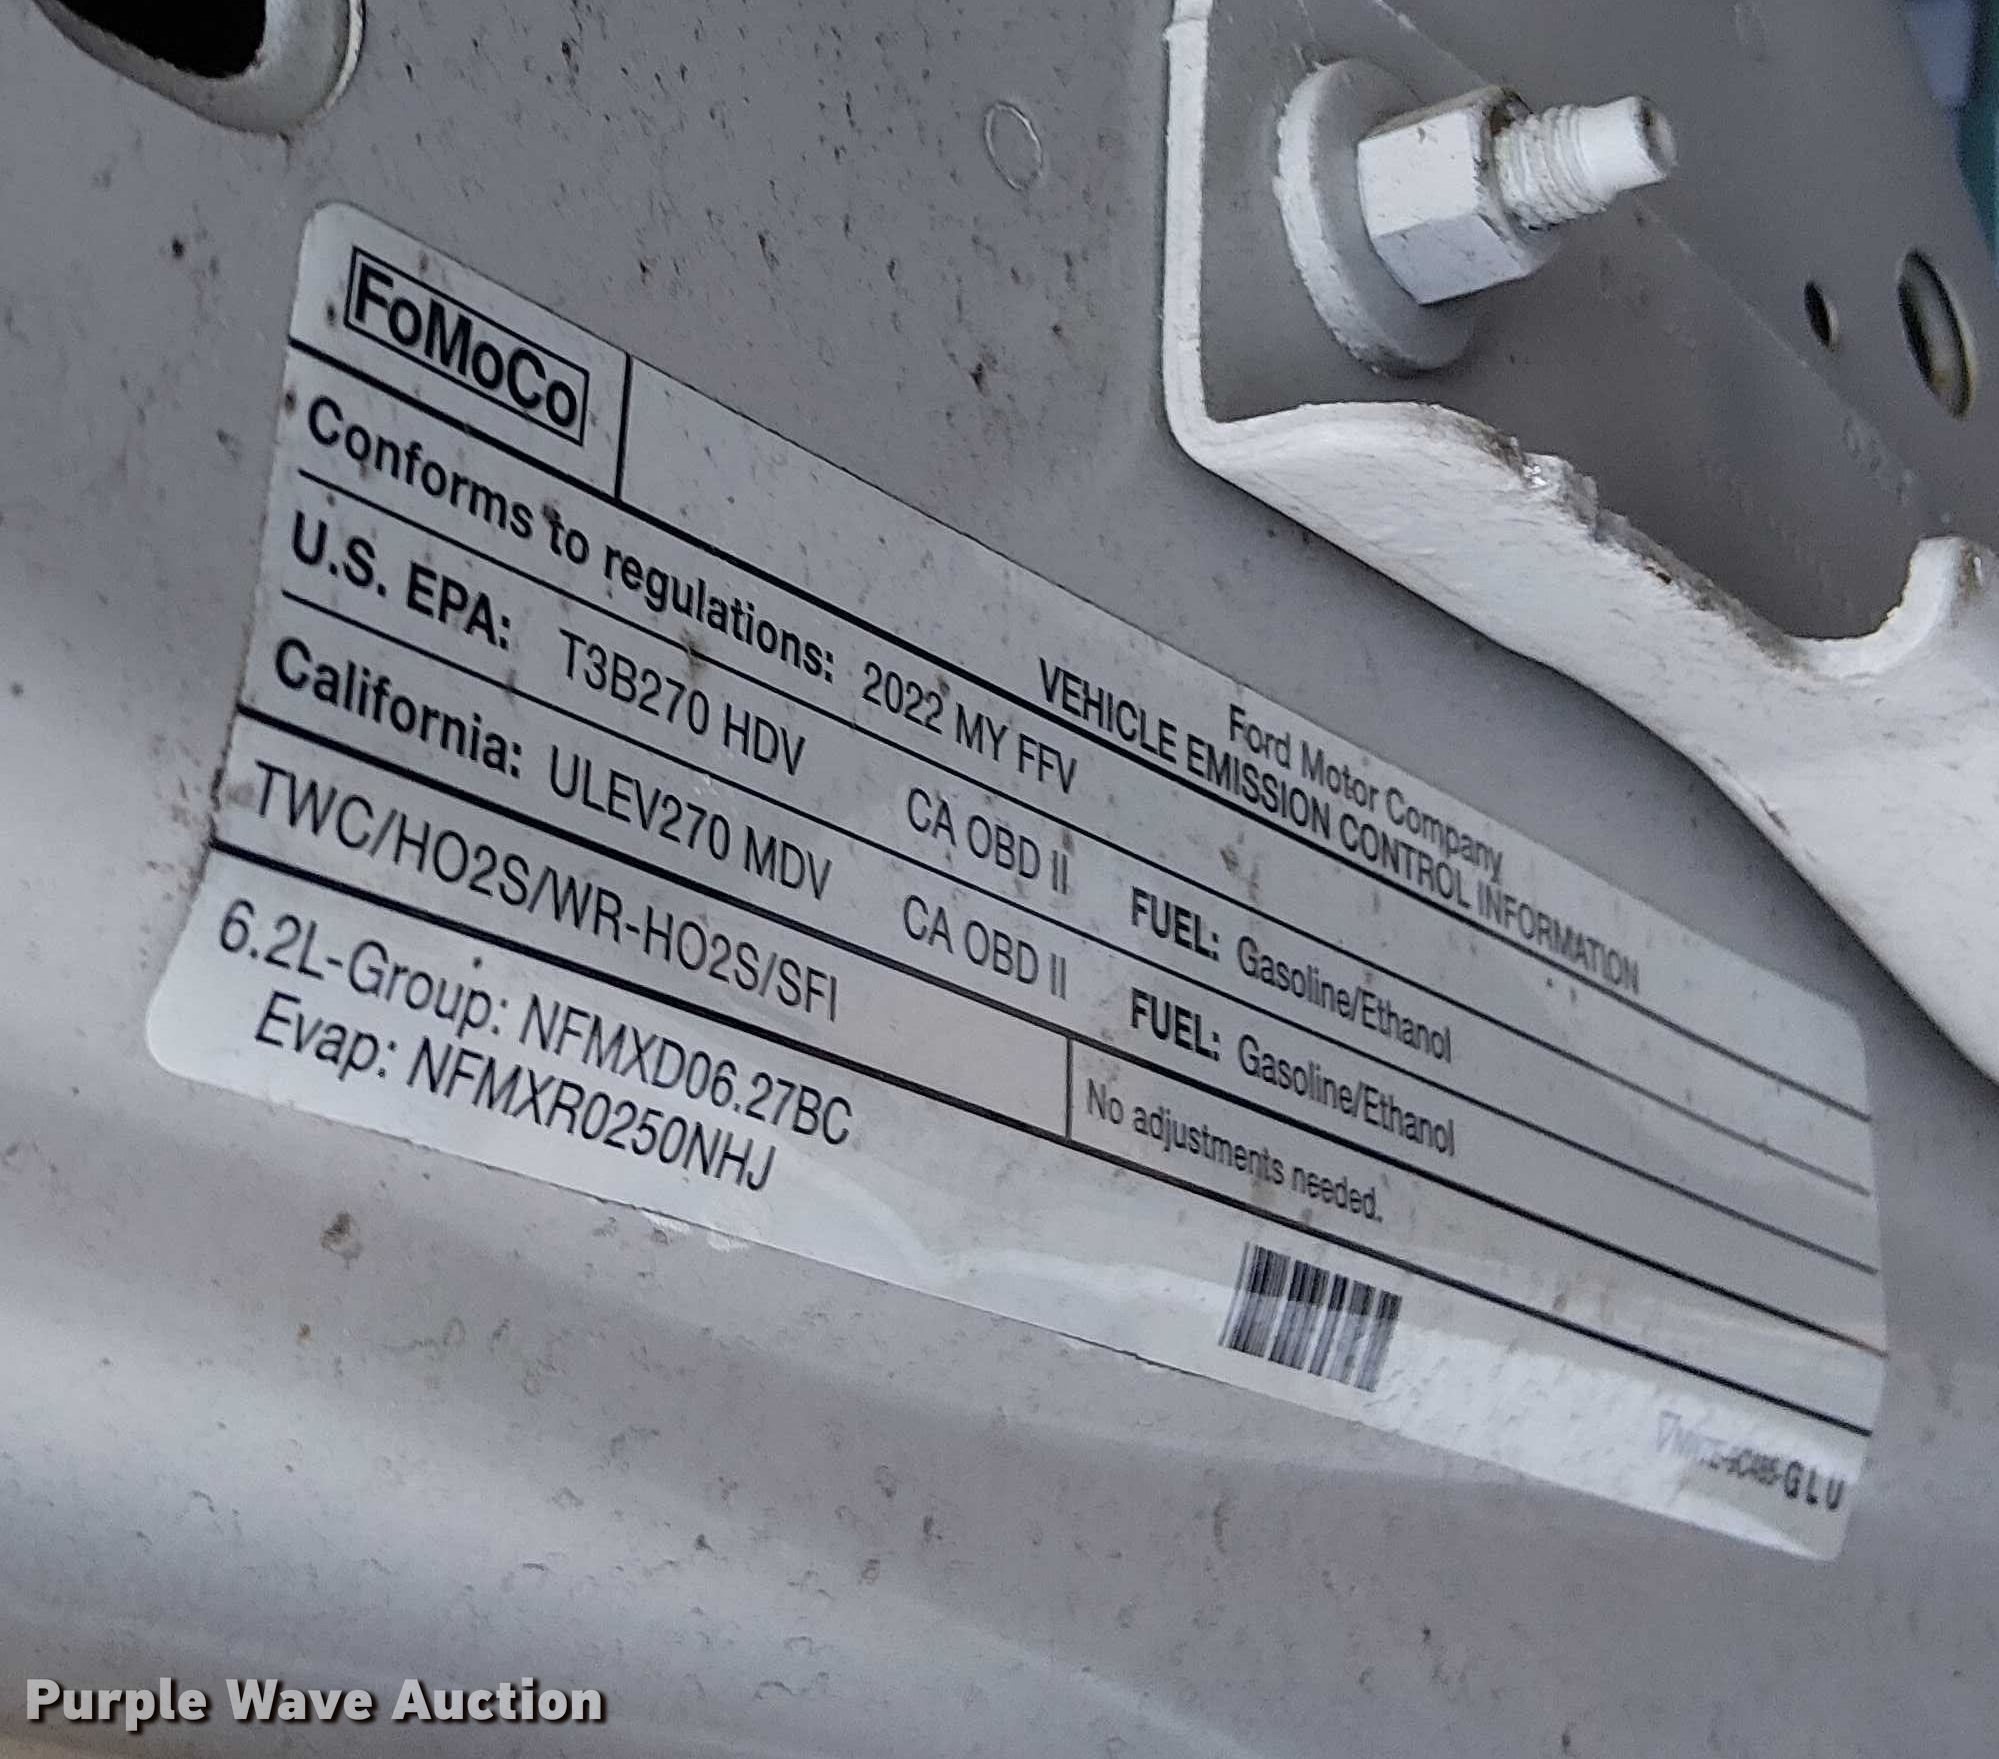 FoMoCo
Ford Motor Company
VEHICLE EMISSION CONTROL INFORMATION
Conforms to regulations: 2022 MY FFV
U.S. EPA: T3B270 HDV CA OBD II FUEL: Gasoline/Ethanol
California: ULEV270 MDV CA OBD II FUEL: Gasoline/Ethanol
TWC/HO2S/WR-HO2S/SFI No adjustments needed.
6.2L-Group: NFMXD06.27BC
Evap: NFMXR0250NHJ
GLU
Purple Wave Auction